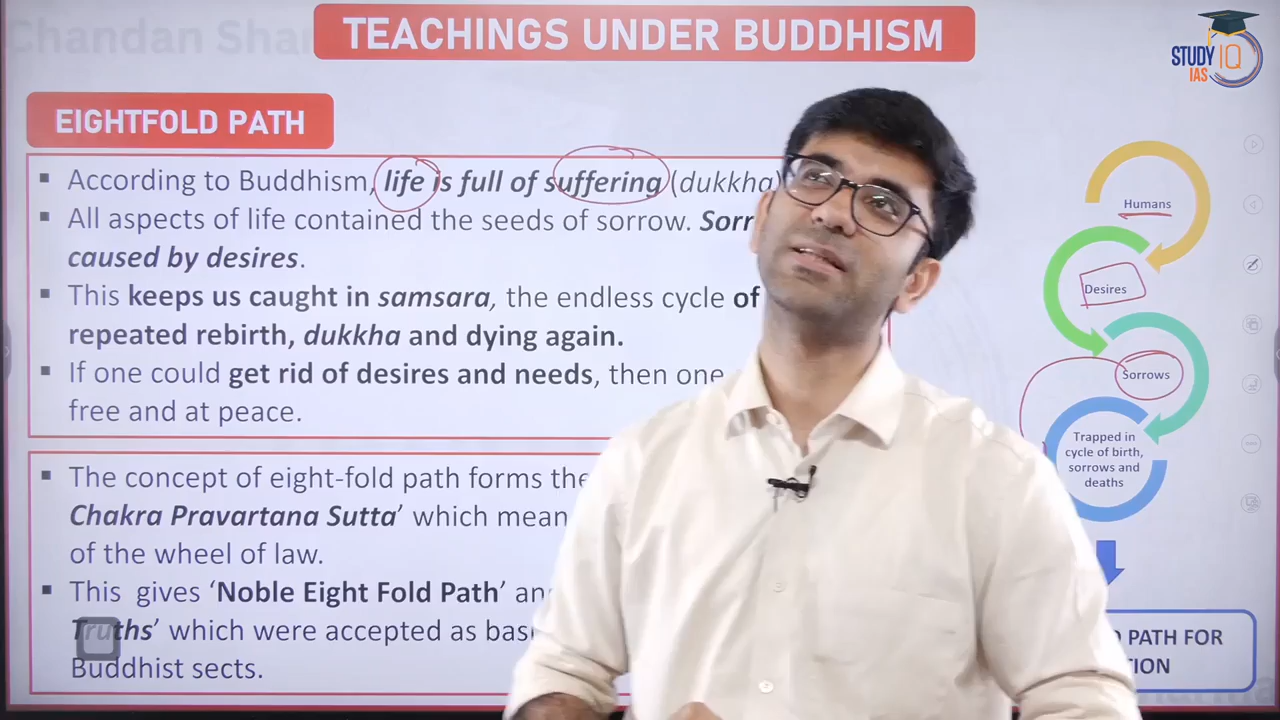 Chandan Shar
TEACHINGS UNDER BUDDHISM
STUDY IQ
IAS
EIGHTFOLD PATH
▪ According to Buddhism, life is full of suffering (dukkha)
▪ All aspects of life contained the seeds of sorrow. Sorr
caused by desires.
▪ This keeps us caught in samsara, the endless cycle of
repeated rebirth, dukkha and dying again.
▪ If one could get rid of desires and needs, then one
free and at peace.
▪ The concept of eight-fold path forms the
Chakra Pravartana Sutta’ which mean
of the wheel of law.
▪ This gives ‘Noble Eight Fold Path’ an
Truths’ which were accepted as bas
Buddhist sects.
Humans
Desires
Sorrows
Trapped in
cycle of birth,
sorrows and
deaths
D PATH FOR
TION